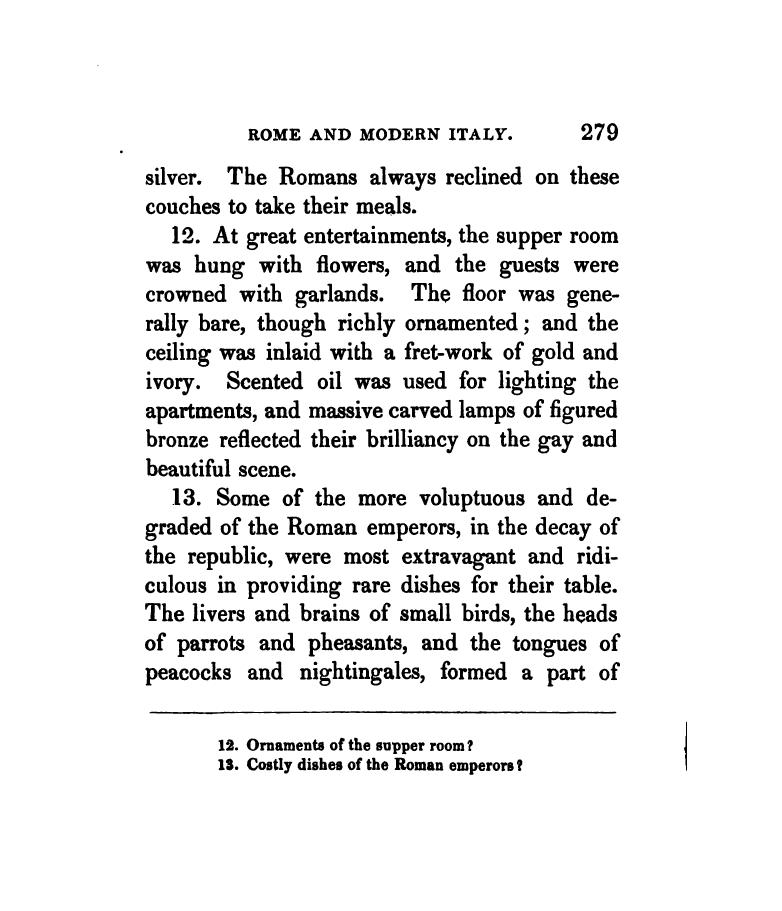 ROME AND MODERN ITALY. 279
silver. The Romans always reclined on these
couches to take their meals.
12. At great entertainments, the supper room
was hung with flowers, and the guests were
crowned with garlands. The floor was gene-
rally bare, though richly ornamented; and the
ceiling was inlaid with a fret-work of gold and
ivory. Scented oil was used for lighting the
apartments, and massive carved lamps of figured
bronze reflected their brilliancy on the gay and
beautiful scene.
13. Some of the more voluptuous and de-
graded of the Roman emperors, in the decay of
the republic, were most extravagant and ridi-
culous in providing rare dishes for their table.
The livers and brains of small birds, the heads
of parrots and pheasants, and the tongues of
peacocks and nightingales, formed a part of
12. Ornaments of the supper room?
13. Costly dishes of the Roman emperors?